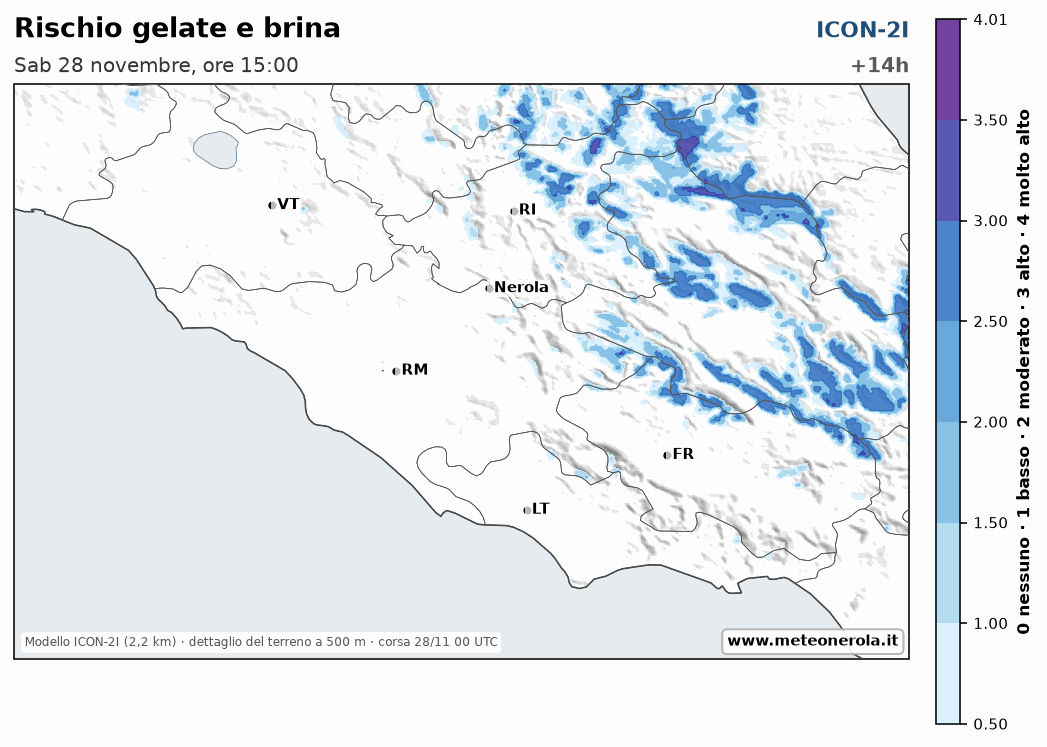 Rischio gelate e brina
ICON-2I
Sab 28 novembre, ore 15:00
+14h
4.01
3.50
3.00
2.50
2.00
1.50
1.00
0.50
0 nessuno · 1 basso · 2 moderato · 3 alto · 4 molto alto
VT
RI
Nerola
RM
FR
LT
Modello ICON-2I (2,2 km) · dettaglio del terreno a 500 m · corsa 28/11 00 UTC
www.meteonerola.it